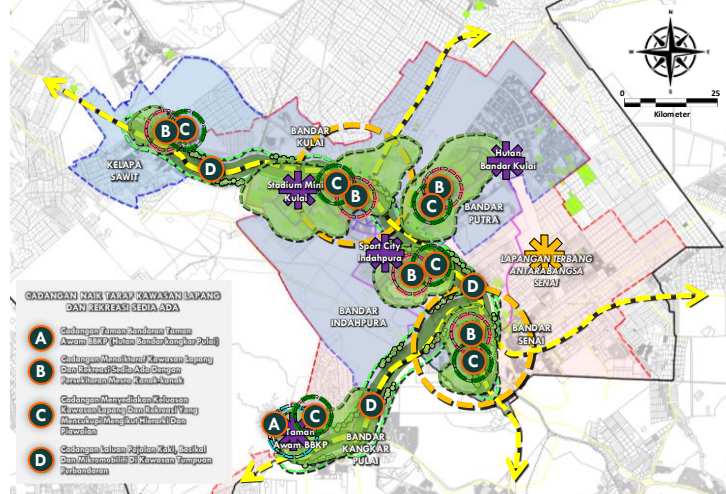 N
W
E
S
0
25
Kilometer
BANDAR
KULAI
Hutan
Bandar Kulai
B
C
KELAPA
SAWIT
D
Stadium Mini
Kulai
C
B
B
C
BANDAR
PUTRA
Sport City
Indahpura
B
C
LAPANGAN TERBANG
ANTARABANGSA
SENAI
D
BANDAR
INDAHPURA
BANDAR
SENAI
B
C
CADANGAN NAIK TARAF KAWASAN LAPANG
DAN REKREASI SEDIA ADA
A
Cadangan Taman Bandaran Taman
Awam BBKP (Hutan Bandar,kangkar Pulai)
B
Cadangan Menaiktaraf Kawasan Lapang
Dan Rekreasi Sedia Ada Dengan
Persekitaran Mesra Kanak-kanak
C
Cadangan Menyediakan Keluasan
Kawasan Lapang Dan Rekreasi Yang
Mencukupi Mengikut Hierarki Dan
Piawaian
D
Cadangan Laluan Pejalan Kaki, Basikal
Dan Mikromobiliti Di Kawasan Tumpuan
Perbandaran
A
C
Taman
Awam BBKP
D
BANDAR
KANGKAR
PULAI